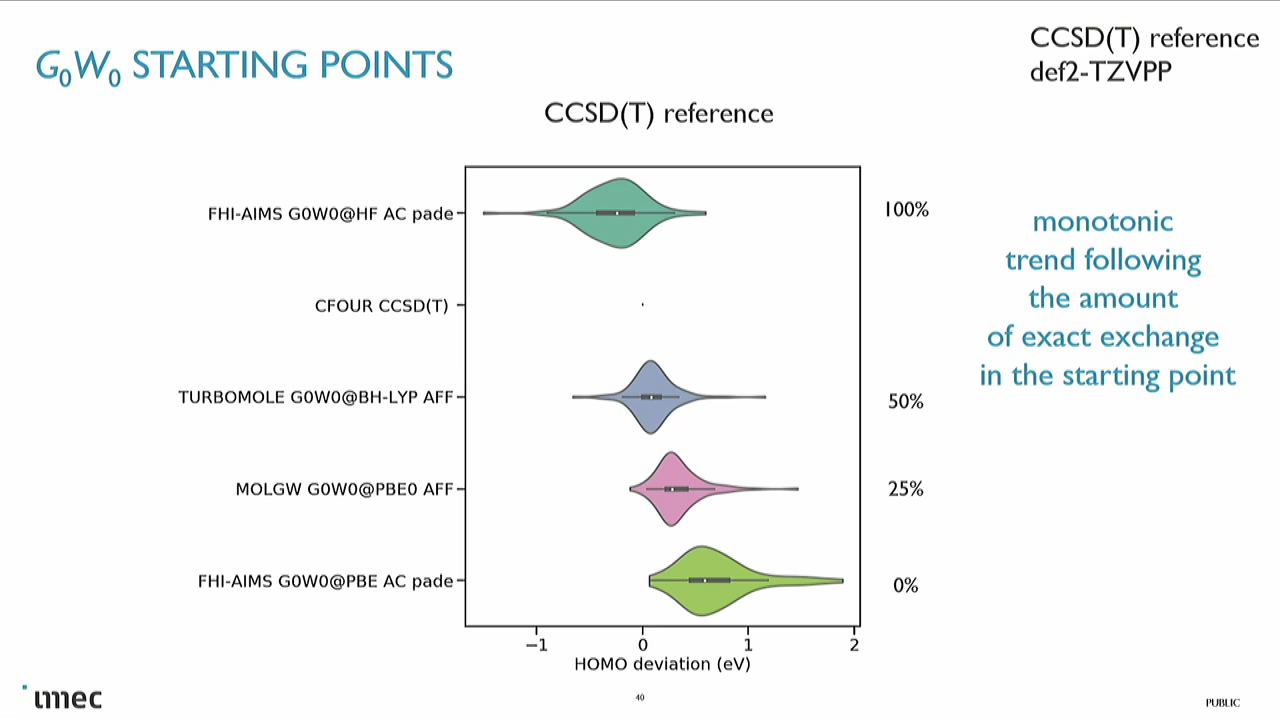 G0W0 STARTING POINTS
CCSD(T) reference
def2-TZVPP
CCSD(T) reference
FHI-AIMS G0W0@HF AC pade
100%
CFOUR CCSD(T)
TURBOMOLE G0W0@BH-LYP AFF
50%
MOLGW G0W0@PBE0 AFF
25%
FHI-AIMS G0W0@PBE AC pade
0%
monotonic
trend following
the amount
of exact exchange
in the starting point
−1 0 1 2
HOMO deviation (eV)
imec
40
PUBLIC